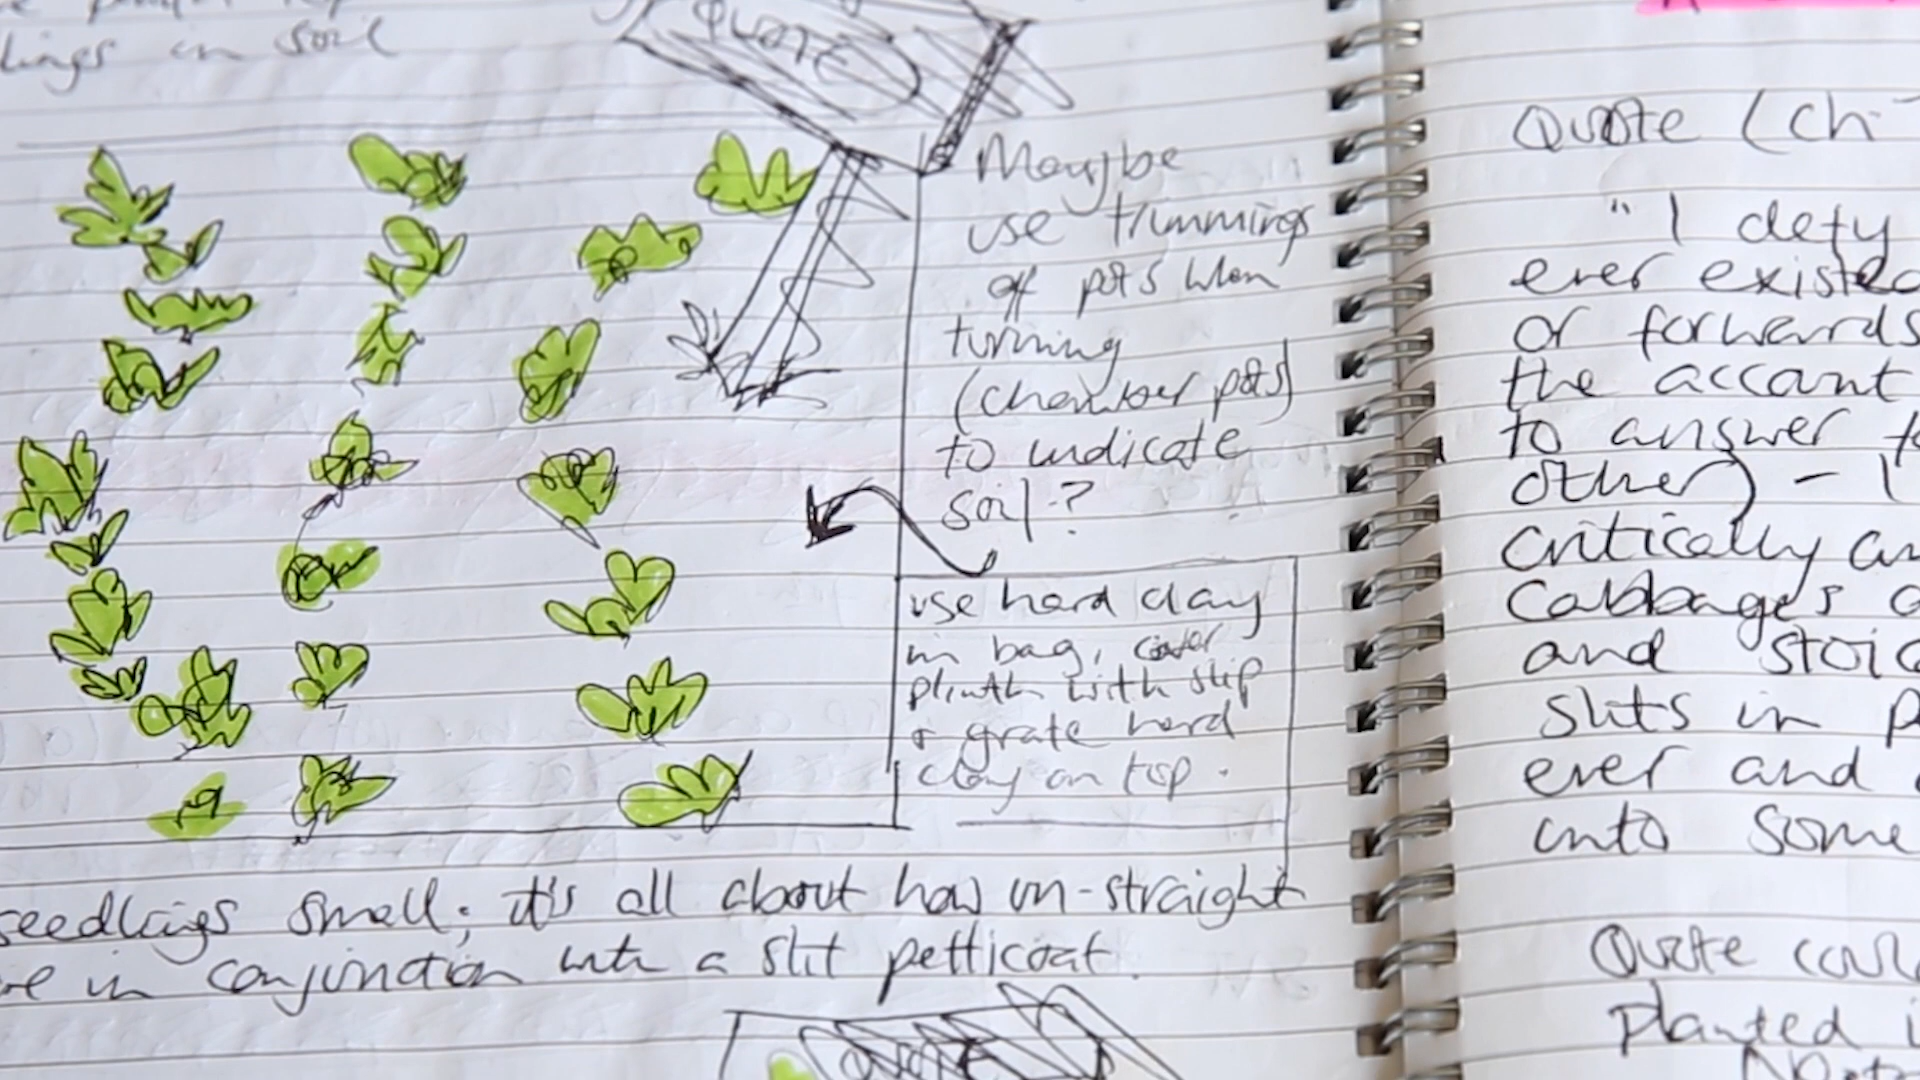 lings in soil
QUOTE
Maybe
use trimmings
off pots when
turning
(chamber pots)
to indicate
soil?
use hard clay
in bag, cover
plinth with slip
+ grate hard
clay on top.
seedlings small; it's all about how un-straight
in conjunction with a slit petticoat.
Quote (ch
"I defy
ever existed
or forwards
the account
to answer
other) -
critically
Cabbages
and
slits in
ever and
into some
Quote
planted